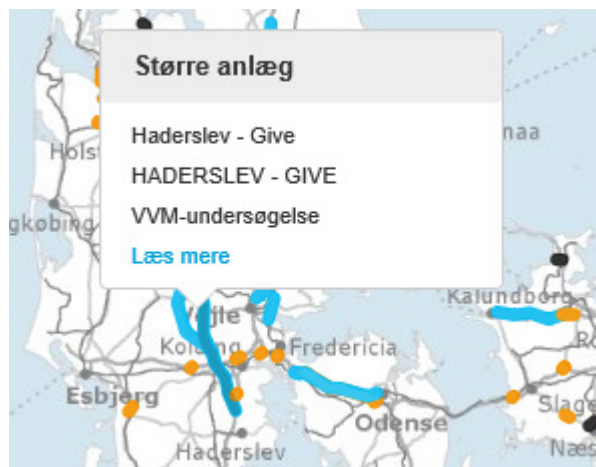 Større anlæg
Haderslev - Give
HADERSLEV - GIVE
VVM-undersøgelse
Læs mere
Holst
naa
gkøbing
Kalundborg
Vejle
Kolding
Fredericia
Esbjerg
Odense
Slage
Haderslev
Næs